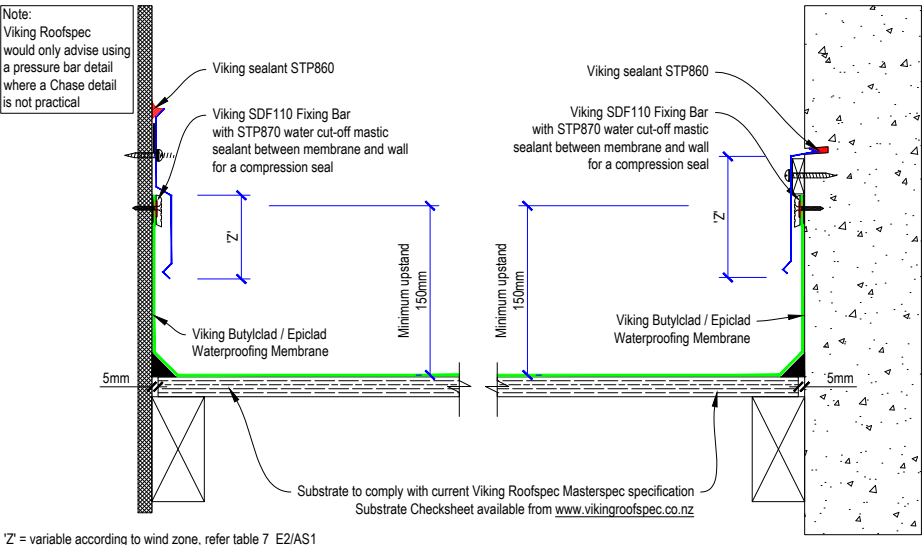 Note:
Viking Roofspec
would only advise using
a pressure bar detail
where a Chase detail
is not practical
Viking sealant STP860
Viking SDF110 Fixing Bar
with STP870 water cut-off mastic
sealant between membrane and wall
for a compression seal
Viking sealant STP860
Viking SDF110 Fixing Bar
with STP870 water cut-off mastic
sealant between membrane and wall
for a compression seal
'Z'
Minimum upstand
150mm
Minimum upstand
150mm
'Z'
Viking Butylclad / Epiclad
Waterproofing Membrane
Viking Butylclad / Epiclad
Waterproofing Membrane
5mm
5mm
Substrate to comply with current Viking Roofspec Masterspec specification
Substrate Checksheet available from www.vikingroofspec.co.nz
'Z' = variable according to wind zone, refer table 7 E2/AS1